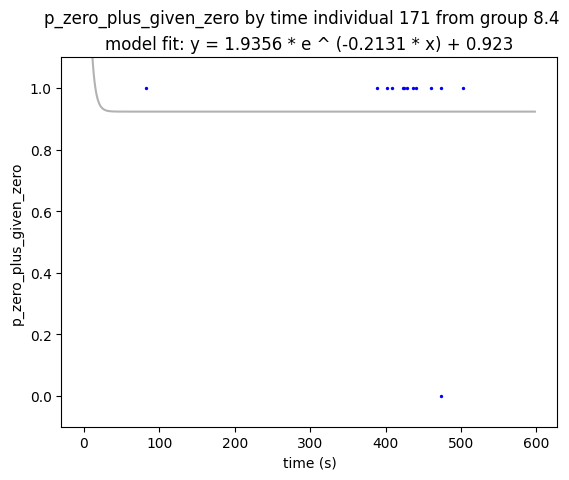 p_zero_plus_given_zero by time individual 171 from group 8.4
model fit: y = 1.9356 * e ^ (-0.2131 * x) + 0.923
1.0
0.8
0.6
0.4
0.2
0.0
p_zero_plus_given_zero
0 100 200 300 400 500 600
time (s)